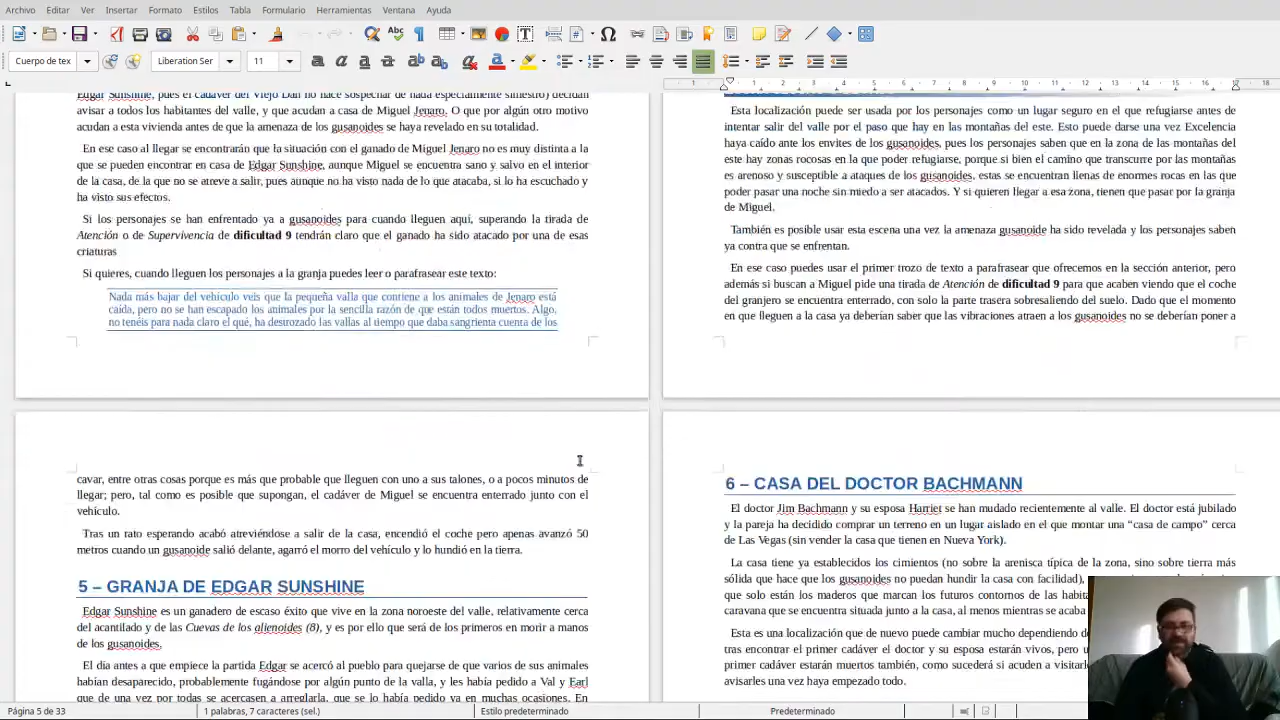 Archivo Editar Ver Insertar Formato Estilos Tabla Formulario Herramientas Ventana Ayuda
Cuerpo de tex Liberation Ser 11
Edgar Sunshine, pues el cadáver del Viejo Dan no hace sospechar de nada especialmente siniestro) decidan
avisar a todos los habitantes del valle, y que acudan a casa de Miguel Jenaro. O que por algún otro motivo
acudan a esta vivienda antes de que la amenaza de los gusanoides se haya revelado en su totalidad.
En ese caso al llegar se encontrarán que la situación con el ganado de Miguel Jenaro no es muy distinta a la
que se pueden encontrar en casa de Edgar Sunshine, aunque Miguel se encuentra sano y salvo en el interior
de la casa, de la que no se atreve a salir, pues aunque no ha visto nada de lo que atacaba, si lo ha escuchado y
ha visto sus efectos.
Si los personajes se han enfrentado ya a gusanoides para cuando lleguen aquí, superando la tirada de
Atención o de Supervivencia de dificultad 9 tendrán claro que el ganado ha sido atacado por una de esas
criaturas
Si quieres, cuando lleguen los personajes a la granja puedes leer o parafrasear este texto:
Nada más bajar del vehículo veis que la pequeña valla que contiene a los animales de Jenaro está
caída, pero no se han escapado los animales por la sencilla razón de que están todos muertos. Algo,
no tenéis para nada claro el qué, ha destrozado las vallas al tiempo que daba sangrienta cuenta de los
Esta localización puede ser usada por los personajes como un lugar seguro en el que refugiarse antes de
intentar salir del valle por el paso que hay en las montañas del este. Esto puede darse una vez Excelencia
haya caído ante los envites de los gusanoides, pues los personajes saben que en la zona de las montañas del
este hay zonas rocosas en la que poder refugiarse, porque si bien el camino que transcurre por las montañas
es arenoso y susceptible a ataques de los gusanoides, estas se encuentran llenas de enormes rocas en las que
poder pasar una noche sin miedo a ser atacados. Y si quieren llegar a esa zona, tienen que pasar por la granja
de Miguel.
También es posible usar esta escena una vez la amenaza gusanoide ha sido revelada y los personajes saben
ya contra que se enfrentan.
En ese caso puedes usar el primer trozo de texto a parafrasear que ofrecemos en la sección anterior, pero
además si buscan a Miguel pide una tirada de Atención de dificultad 9 para que acaben viendo que el coche
del granjero se encuentra enterrado, con solo la parte trasera sobresaliendo del suelo. Dado que el momento
en que lleguen a la casa ya deberían saber que las vibraciones atraen a los gusanoides no se deberían poner a
cavar, entre otras cosas porque es más que probable que lleguen con uno a sus talones, o a pocos minutos de
llegar; pero, tal como es posible que supongan, el cadáver de Miguel se encuentra enterrado junto con el
vehículo.
Tras un rato esperando acabó atreviéndose a salir de la casa, encendió el coche pero apenas avanzó 50
metros cuando un gusanoide salió delante, agarró el morro del vehículo y lo hundió en la tierra.
5 – GRANJA DE EDGAR SUNSHINE
Edgar Sunshine es un ganadero de escaso éxito que vive en la zona noroeste del valle, relativamente cerca
del acantilado y de las Cuevas de los alienoides (8), y es por ello que será de los primeros en morir a manos
de los gusanoides.
El día antes a que empiece la partida Edgar se acercó al pueblo para quejarse de que varios de sus animales
habían desaparecido, probablemente fugándose por algún punto de la valla, y les había pedido a Val y Earl
que de una vez por todas se acercasen a arreglarla, que se lo había pedido ya en muchas ocasiones. En
6 – CASA DEL DOCTOR BACHMANN
El doctor Jim Bachmann y su esposa Harriet se han mudado recientemente al valle. El doctor está jubilado
y la pareja ha decidido comprar un terreno en un lugar aislado en el que montar una “casa de campo” cerca
de Las Vegas (sin vender la casa que tienen en Nueva York).
La casa tiene ya establecidos los cimientos (no sobre la arenisca típica de la zona, sino sobre tierra más
sólida que hace que los gusanoides no puedan hundir la casa con facilidad),
que solo están los maderos que marcan los futuros contornos de las
caravana que se encuentra situada junto a la casa, al menos mientras se acaba
Esta es una localización que de nuevo puede cambiar mucho dependiendo
tras encontrar el primer cadáver el doctor y su esposa estarán vivos, pero
primer cadáver estarán muertos también, como sucederá si acuden a
avisarles una vez haya empezado todo.
Página 5 de 33 1 palabras, 7 caracteres (sel.) Estilo predeterminado Predeterminado